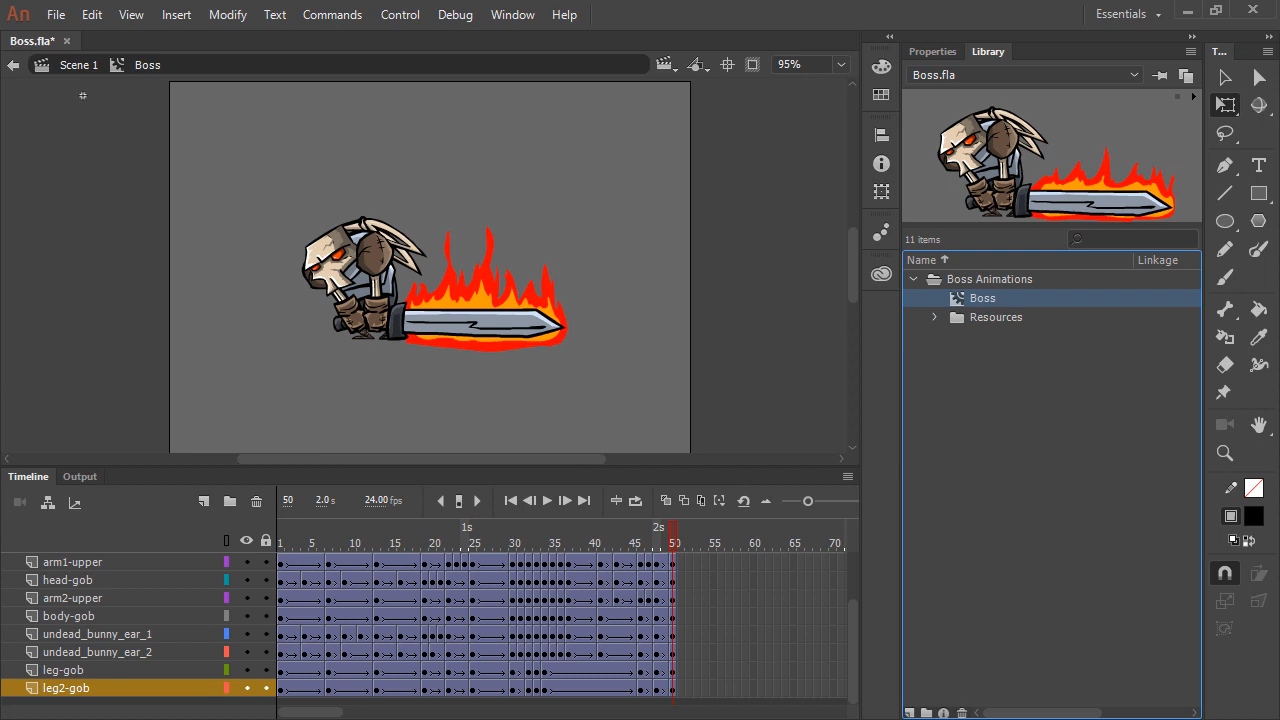 An File Edit View Insert Modify Text Commands Control Debug Window Help Essentials
Boss.fla*
Scene 1 Boss 95%
Properties Library T...
Boss.fla
11 items
Name Linkage
Boss Animations
Boss
Resources
Timeline Output
50 2.0 s 24.00 fps
1s 2s
1 5 10 15 20 25 30 35 40 45 50 55 60 65 70
arm1-upper
head-gob
arm2-upper
body-gob
undead_bunny_ear_1
undead_bunny_ear_2
leg-gob
leg2-gob